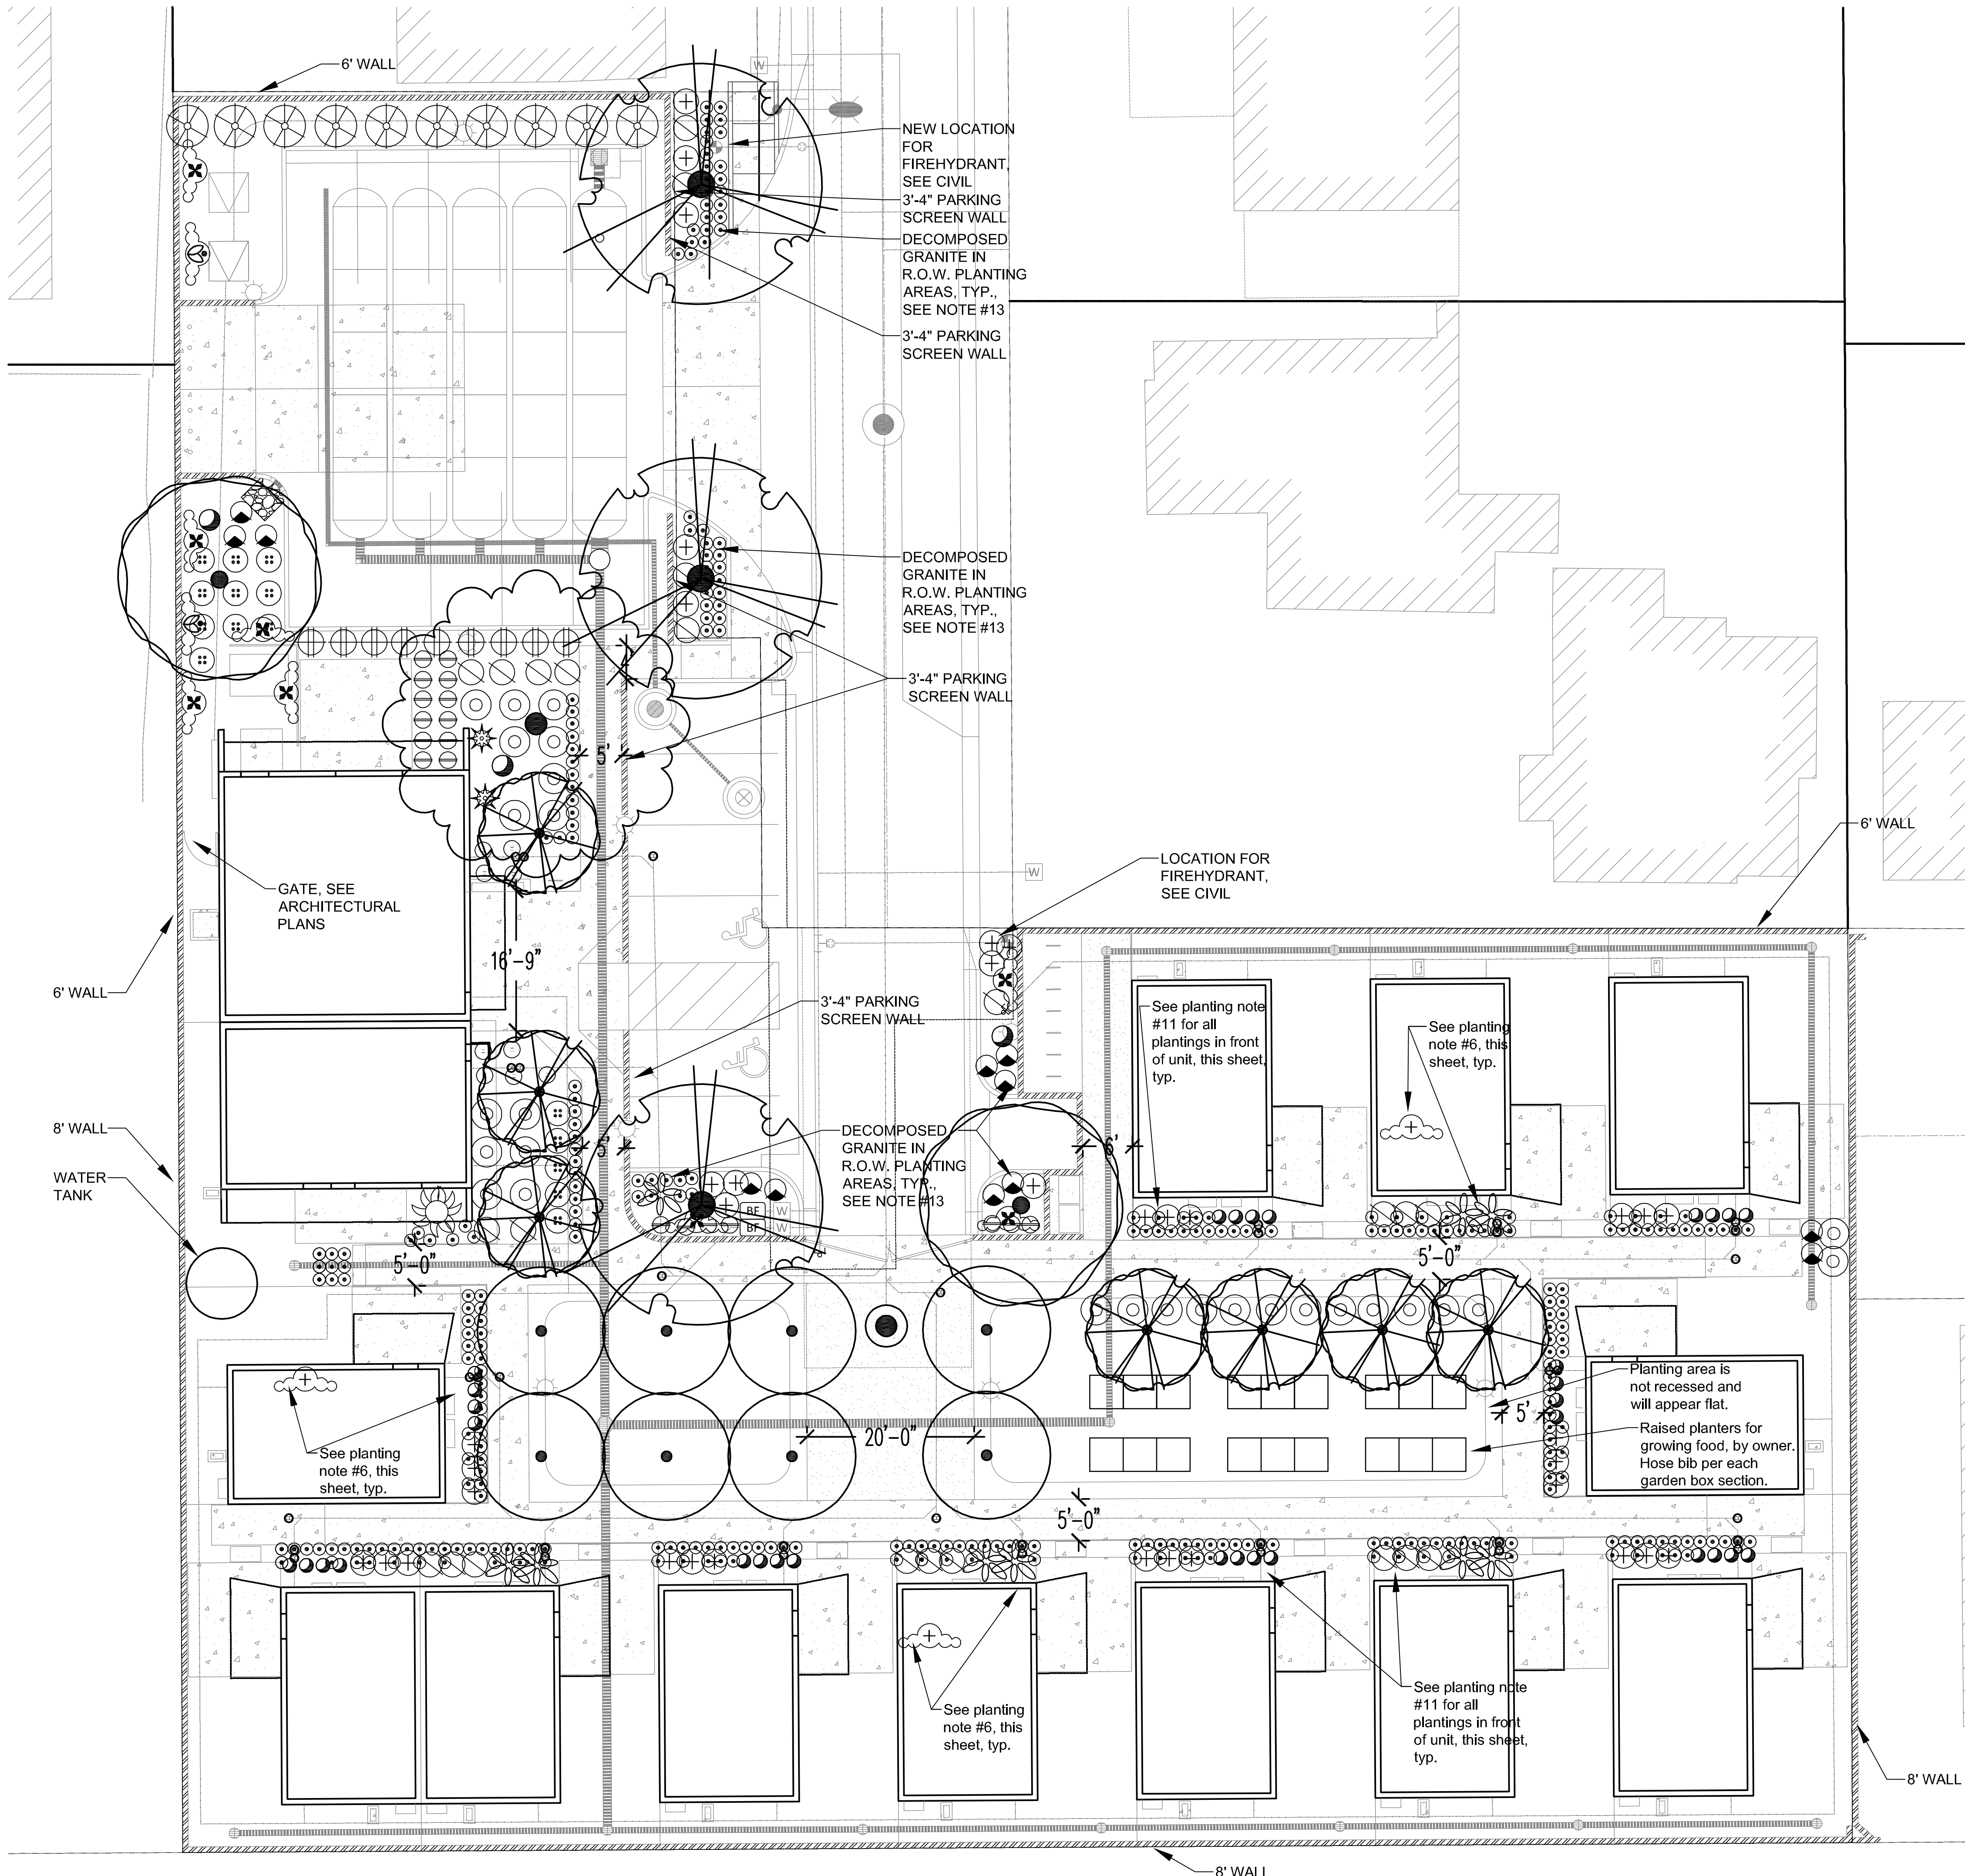 6' WALL
W
NEW LOCATION
FOR
FIREHYDRANT,
SEE CIVIL
3'-4" PARKING
SCREEN WALL
DECOMPOSED
GRANITE IN
R.O.W. PLANTING
AREAS, TYP.,
SEE NOTE #13
3'-4" PARKING
SCREEN WALL
DECOMPOSED
GRANITE IN
R.O.W. PLANTING
AREAS, TYP.,
SEE NOTE #13
2'
3'-4" PARKING
SCREEN WALL
5'
6' WALL
LOCATION FOR
FIREHYDRANT,
SEE CIVIL
W
GATE, SEE
ARCHITECTURAL
PLANS
16'-9"
6' WALL
3'-4" PARKING
SCREEN WALL
See planting note
#11 for all
plantings in front
of unit, this sheet,
typ.
See planting
note #6, this
sheet, typ.
8' WALL
WATER
TANK
5'
DECOMPOSED
GRANITE IN
R.O.W. PLANTING
AREAS, TYP.,
SEE NOTE #13
6'
BF W
BF W
5'-0"
5'-0"
Planting area is
not recessed and
will appear flat.
5'
Raised planters for
growing food, by owner.
Hose bib per each
garden box section.
20'-0"
See planting
note #6, this
sheet, typ.
5'-0"
See planting
note #6, this
sheet, typ.
See planting note
#11 for all
plantings in front
of unit, this sheet,
typ.
8' WALL
8' WALL